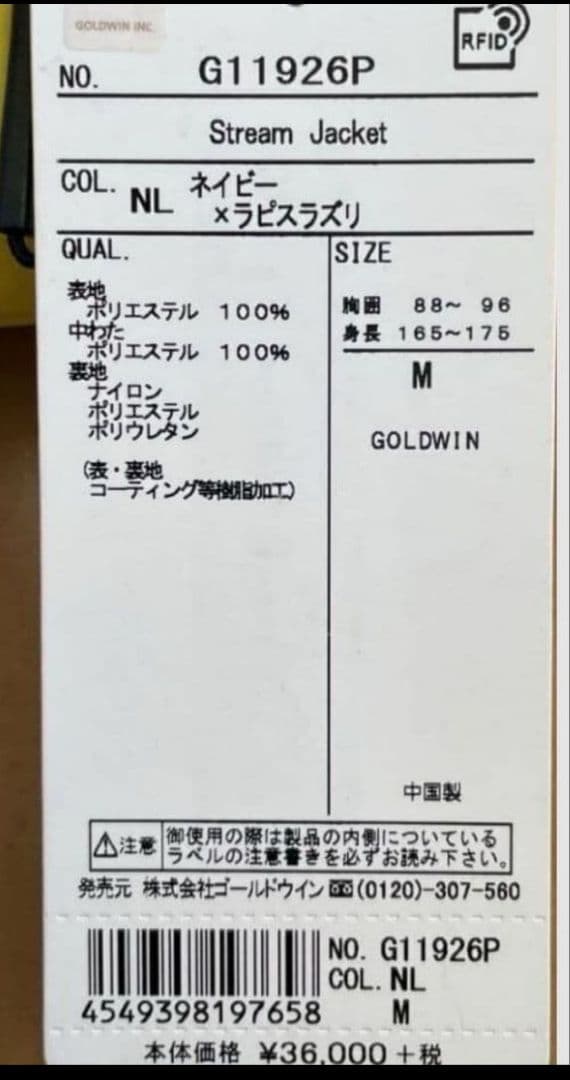 GOLDWIN INC.
RFID
NO. G11926P
Stream Jacket
COL. NL ネイビー
×ラピスラズリ
QUAL.
表地
ポリエステル 100%
中わた
ポリエステル 100%
裏地
ナイロン
ポリエステル
ポリウレタン
(表・裏地
コーティング等樹脂加工)
SIZE
胸囲 88~ 96
身長 165~175
M
GOLDWIN
中国製
⚠注意 御使用の際は製品の内側についている
ラベルの注意書きを必ずお読み下さい。
発売元 株式会社ゴールドウイン (0120)-307-560
NO. G11926P
COL. NL
4549398197658 M
本体価格 ¥36,000+税